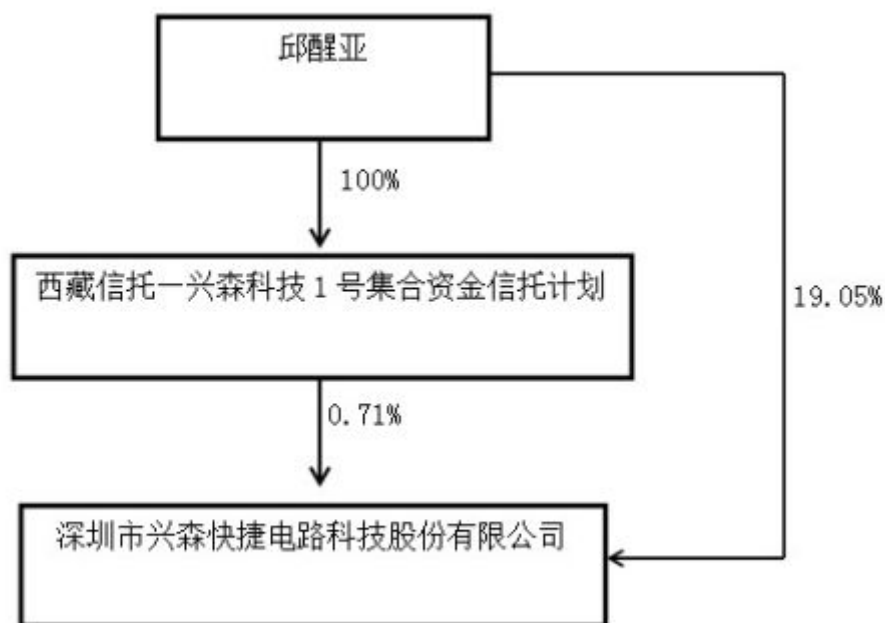 邱醒亚
100%
西藏信托一兴森科技1号集合资金信托计划
19.05%
0.71%
深圳市兴森快捷电路科技股份有限公司